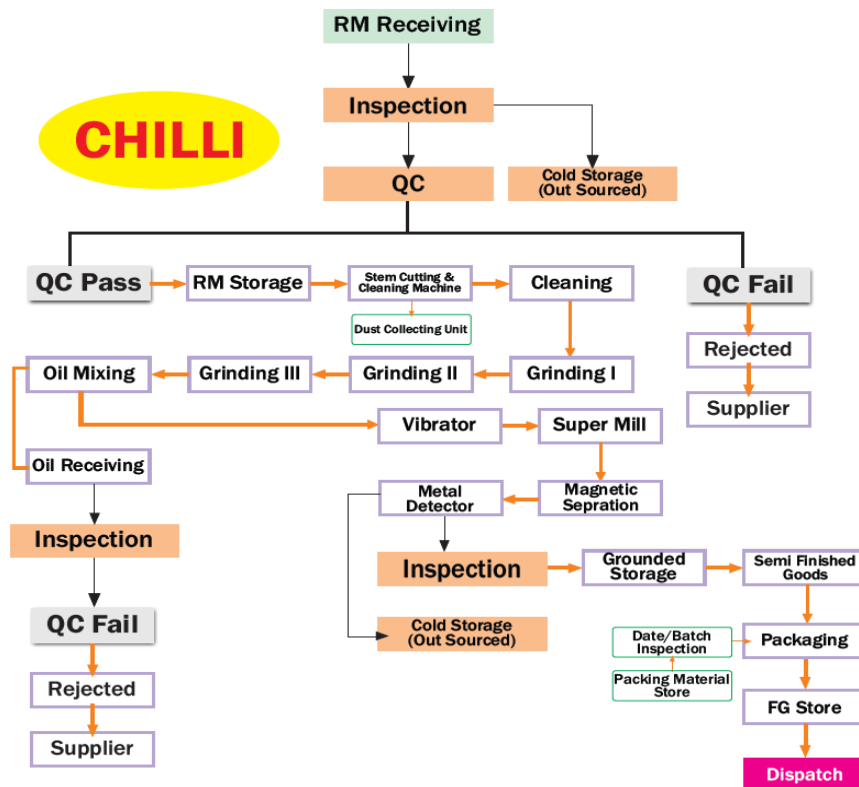 RM Receiving
Inspection
CHILLI
QC
Cold Storage
(Out Sourced)
QC Pass
RM Storage
Stem Cutting &
Cleaning Machine
Cleaning
QC Fail
Dust Collecting Unit
Rejected
Oil Mixing
Grinding III
Grinding II
Grinding I
Supplier
Vibrator
Super Mill
Oil Receiving
Metal
Detector
Magnetic
Sepration
Inspection
Inspection
Grounded
Storage
Semi Finished
Goods
QC Fail
Cold Storage
(Out Sourced)
Date/Batch
Inspection
Packaging
Rejected
Packing Material
Store
FG Store
Supplier
Dispatch